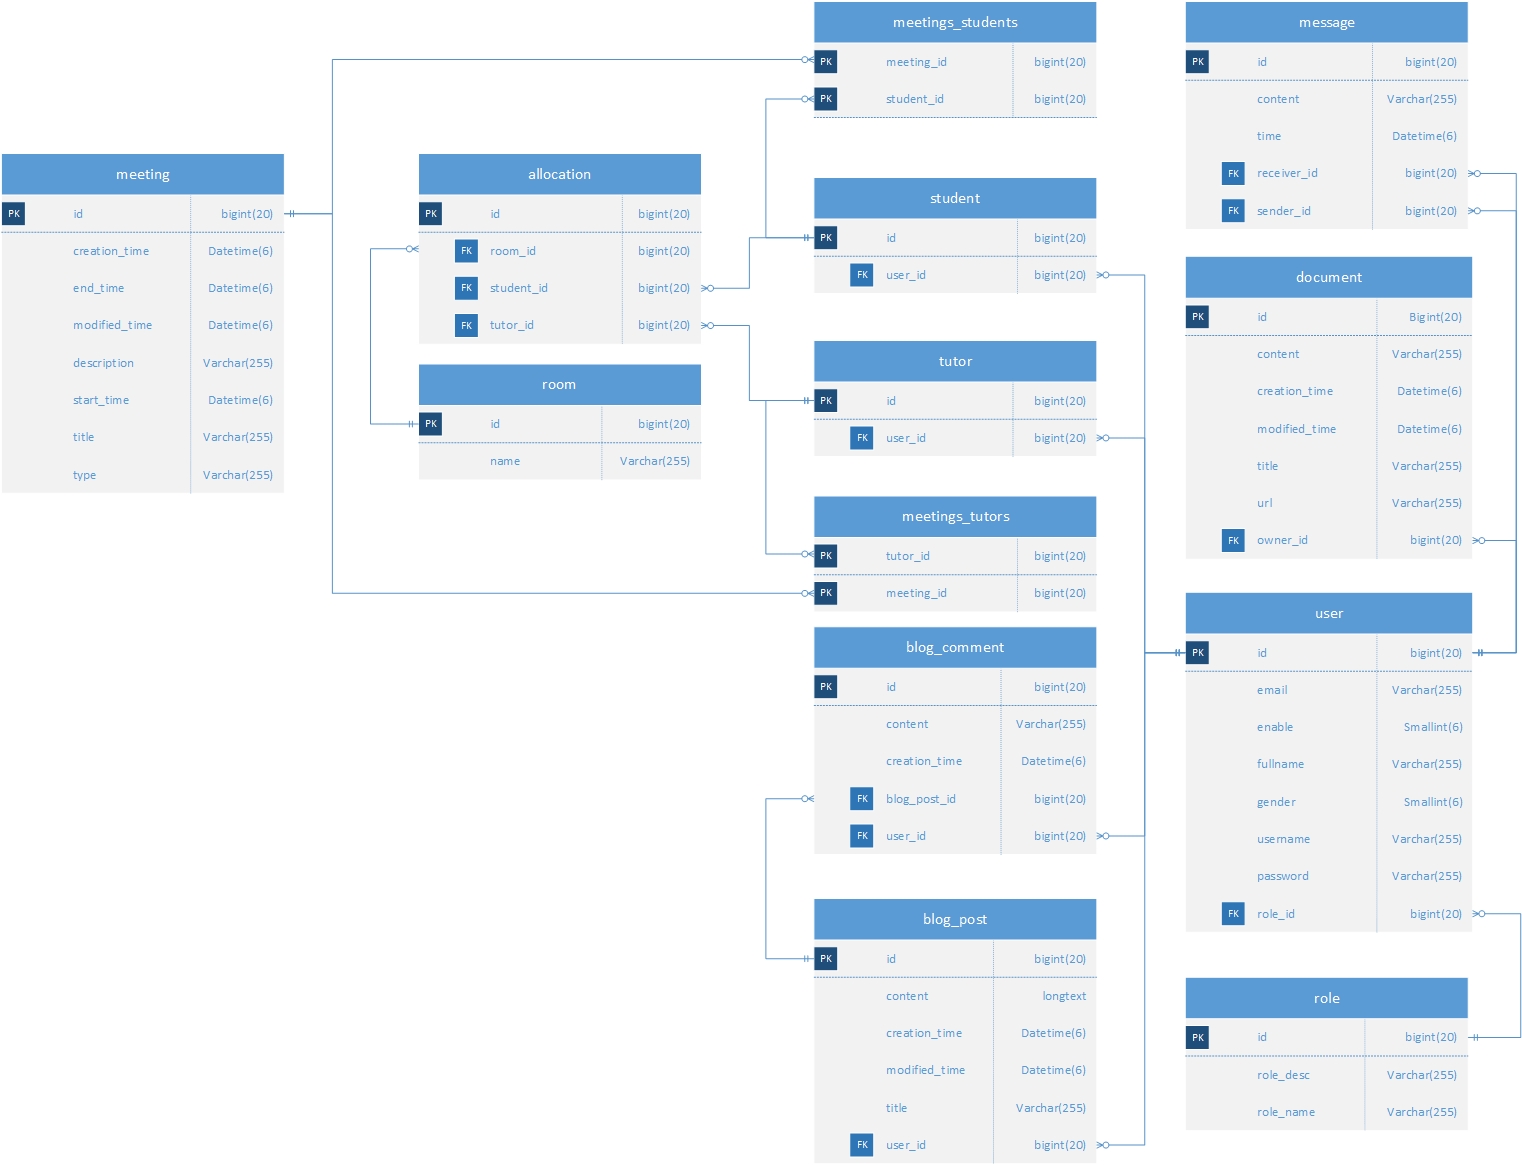 meeting
PK id bigint(20)
creation_time Datetime(6)
end_time Datetime(6)
modified_time Datetime(6)
description Varchar(255)
start_time Datetime(6)
title Varchar(255)
type Varchar(255)
allocation
PK id bigint(20)
FK room_id bigint(20)
FK student_id bigint(20)
FK tutor_id bigint(20)
room
PK id bigint(20)
name Varchar(255)
meetings_students
PK meeting_id bigint(20)
PK student_id bigint(20)
student
PK id bigint(20)
FK user_id bigint(20)
tutor
PK id bigint(20)
FK user_id bigint(20)
meetings_tutors
PK tutor_id bigint(20)
PK meeting_id bigint(20)
blog_comment
PK id bigint(20)
content Varchar(255)
creation_time Datetime(6)
FK blog_post_id bigint(20)
FK user_id bigint(20)
blog_post
PK id bigint(20)
content longtext
creation_time Datetime(6)
modified_time Datetime(6)
title Varchar(255)
FK user_id bigint(20)
message
PK id bigint(20)
content Varchar(255)
time Datetime(6)
FK receiver_id bigint(20)
FK sender_id bigint(20)
document
PK id Bigint(20)
content Varchar(255)
creation_time Datetime(6)
modified_time Datetime(6)
title Varchar(255)
url Varchar(255)
FK owner_id bigint(20)
user
PK id bigint(20)
email Varchar(255)
enable Smallint(6)
fullname Varchar(255)
gender Smallint(6)
username Varchar(255)
password Varchar(255)
FK role_id bigint(20)
role
PK id bigint(20)
role_desc Varchar(255)
role_name Varchar(255)